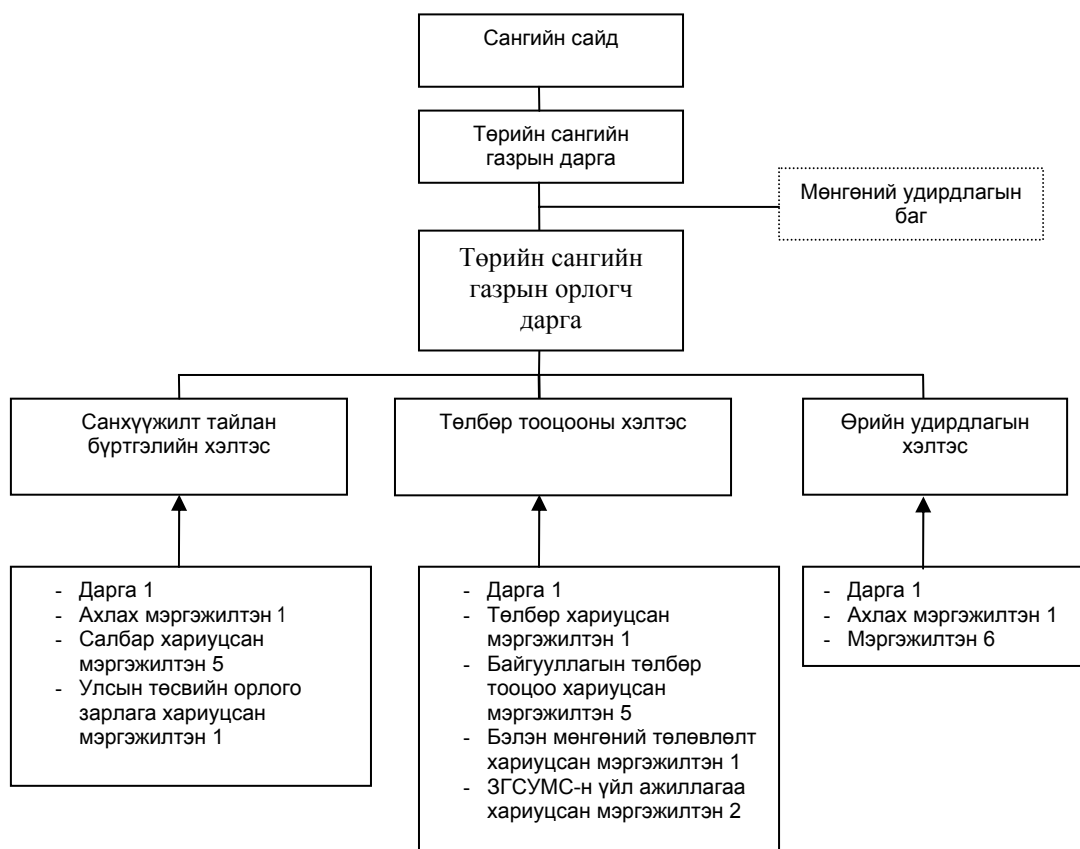 Сангийн сайд
Төрийн сангийн
газрын дарга
Мөнгөний удирдлагын
баг
Төрийн сангийн
газрын орлогч
дарга
Санхүүжилт тайлан
бүртгэлийн хэлтэс
Төлбөр тооцооны хэлтэс
Өрийн удирдлагын
хэлтэс
- Дарга 1
- Ахлах мэргэжилтэн 1
- Салбар хариуцсан
мэргэжилтэн 5
- Улсын төсвийн орлого
зарлага хариуцсан
мэргэжилтэн 1
- Дарга 1
- Төлбөр хариуцсан
мэргэжилтэн 1
- Байгууллагын төлбөр
тооцоо хариуцсан
мэргэжилтэн 5
- Бэлэн мөнгөний төлөвлөлт
хариуцсан мэргэжилтэн 1
- ЗГСУМС-н үйл ажиллагаа
хариуцсан мэргэжилтэн 2
- Дарга 1
- Ахлах мэргэжилтэн 1
- Мэргэжилтэн 6